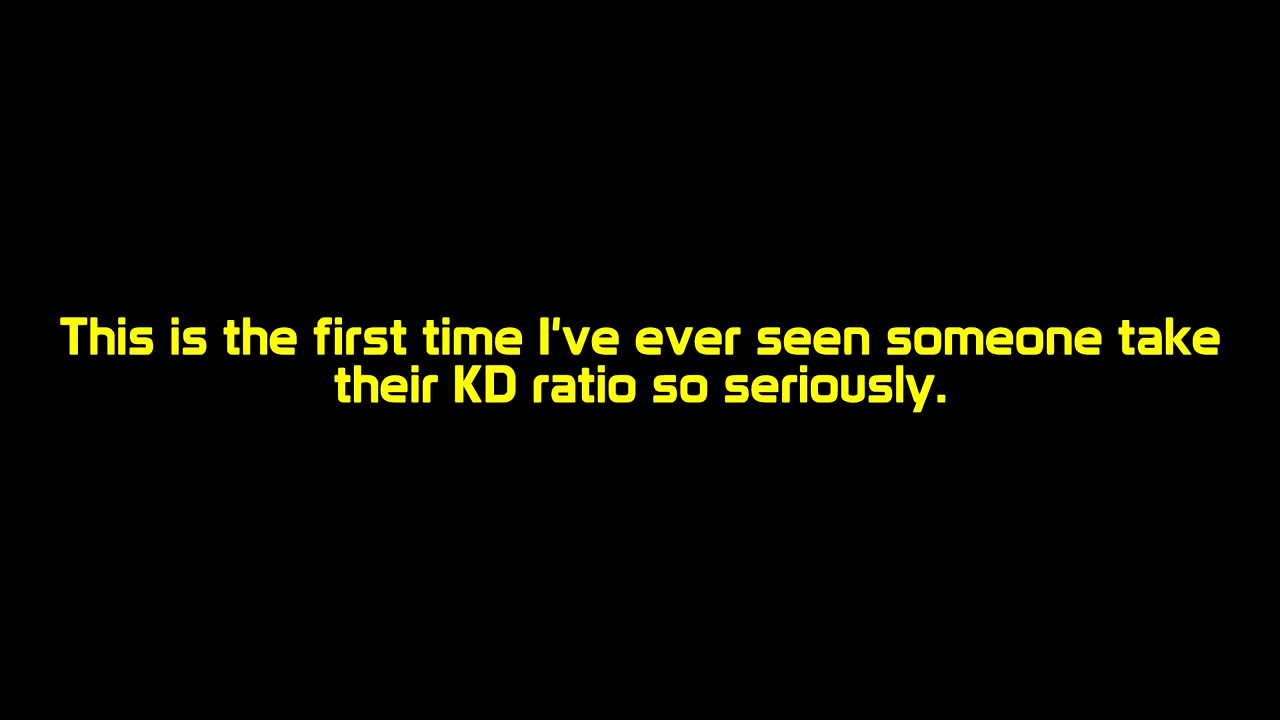 This is the first time I've ever seen someone take
their KD ratio so seriously.